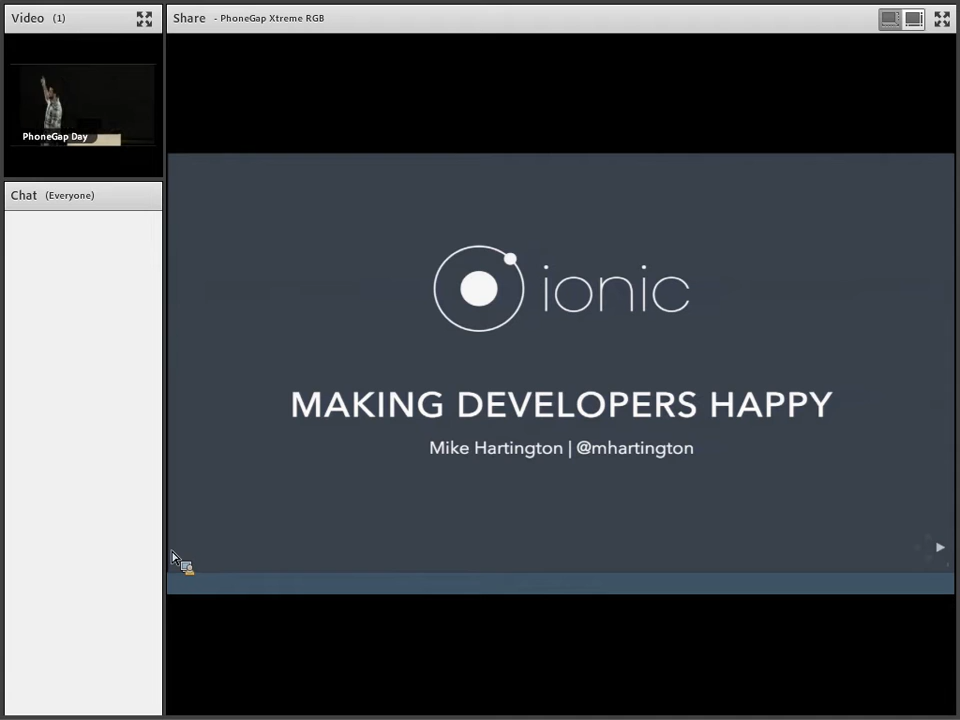 Video (1)
Share - PhoneGap Xtreme RGB
PhoneGap Day
Chat (Everyone)
ionic
MAKING DEVELOPERS HAPPY
Mike Hartington | @mhartington